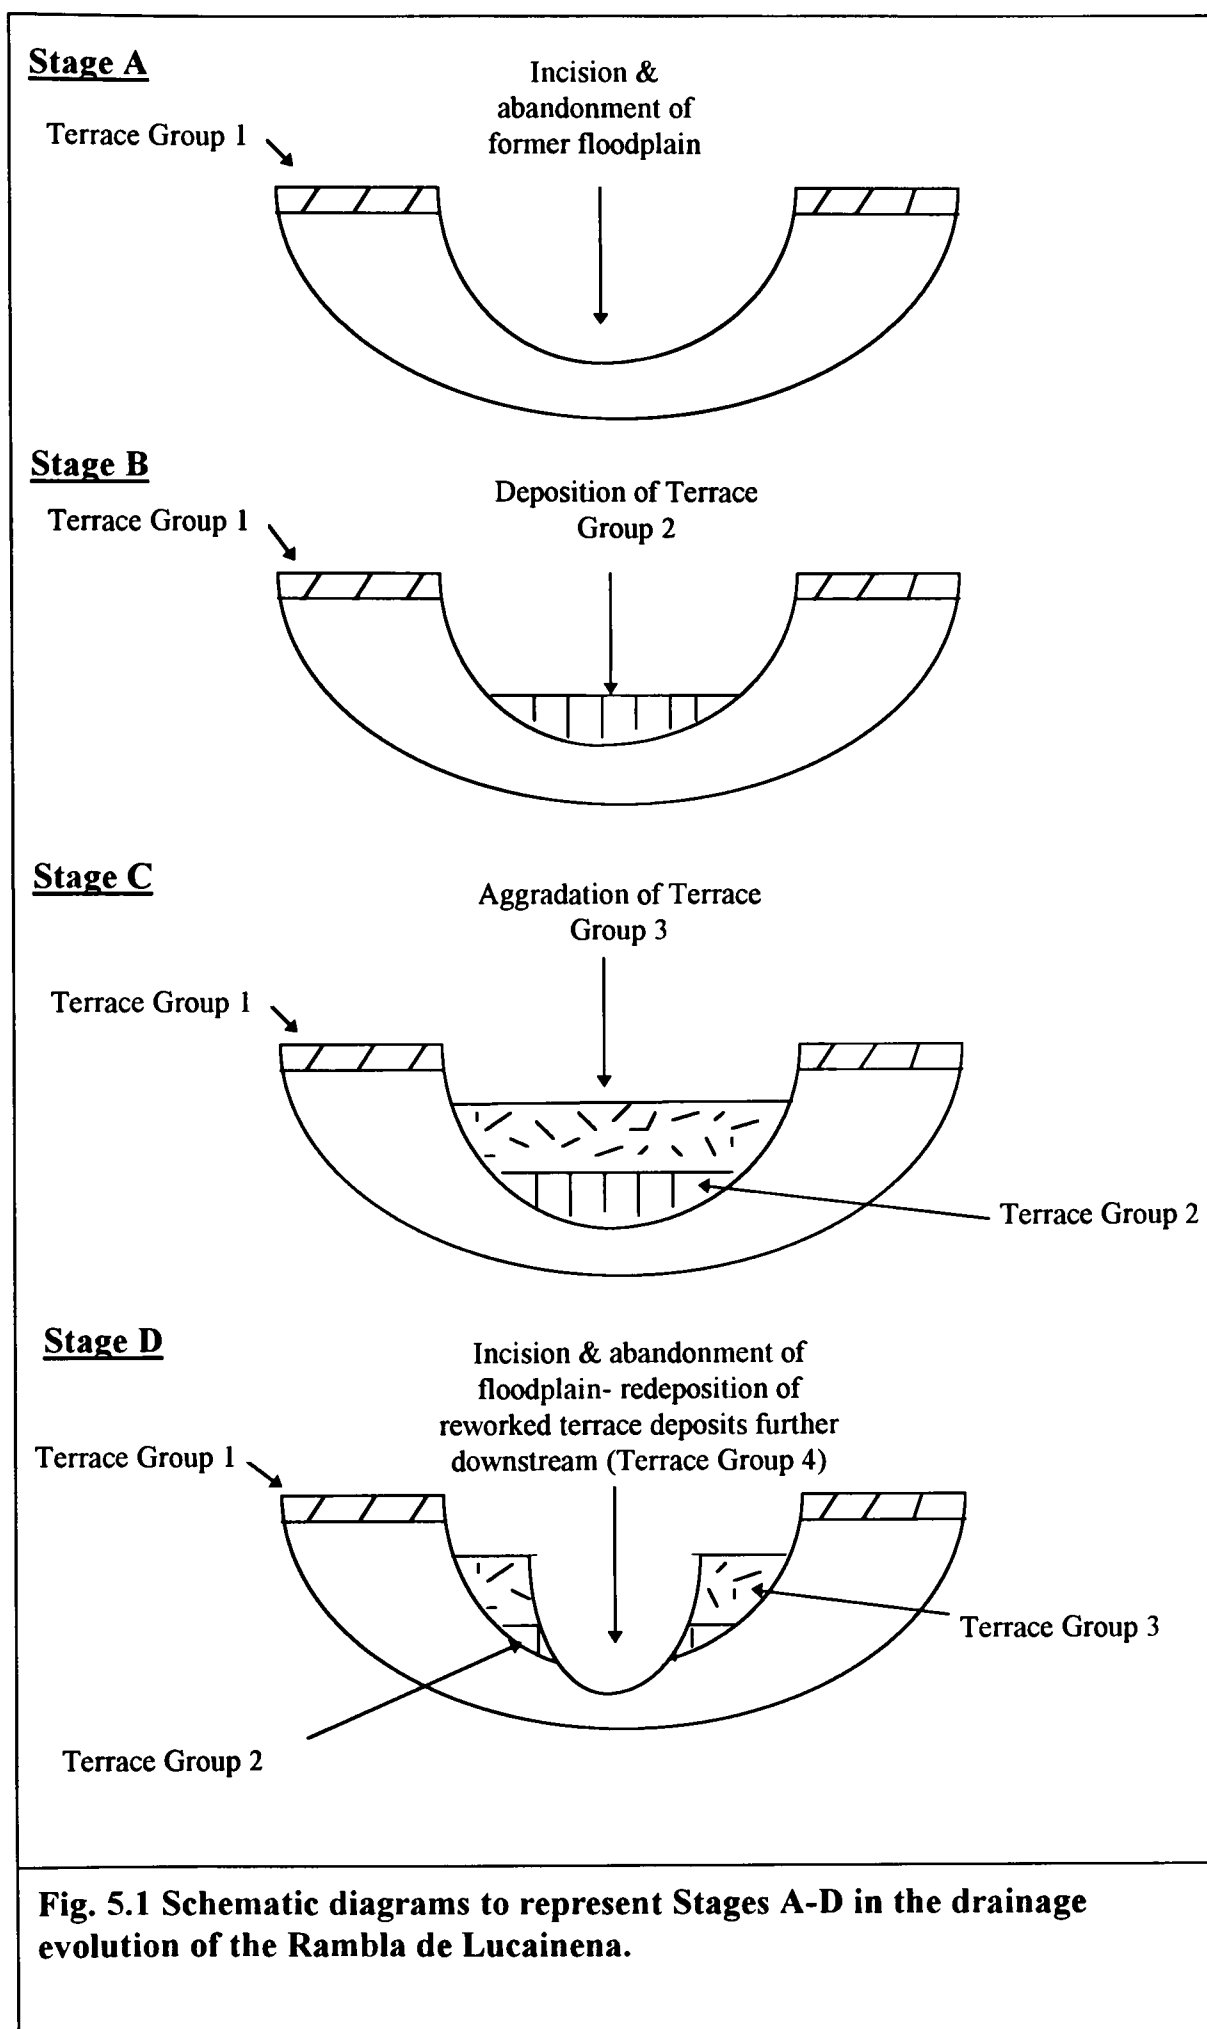 Stage A
Incision &
abandonment of
former floodplain
Terrace Group 1
Stage B
Deposition of Terrace
Group 2
Terrace Group 1
Stage C
Aggradation of Terrace
Group 3
Terrace Group 1
Terrace Group 2
Stage D
Incision & abandonment of
floodplain- redeposition of
reworked terrace deposits further
downstream (Terrace Group 4)
Terrace Group 1
Terrace Group 3
Terrace Group 2
Fig. 5.1 Schematic diagrams to represent Stages A-D in the drainage
evolution of the Rambla de Lucainena.